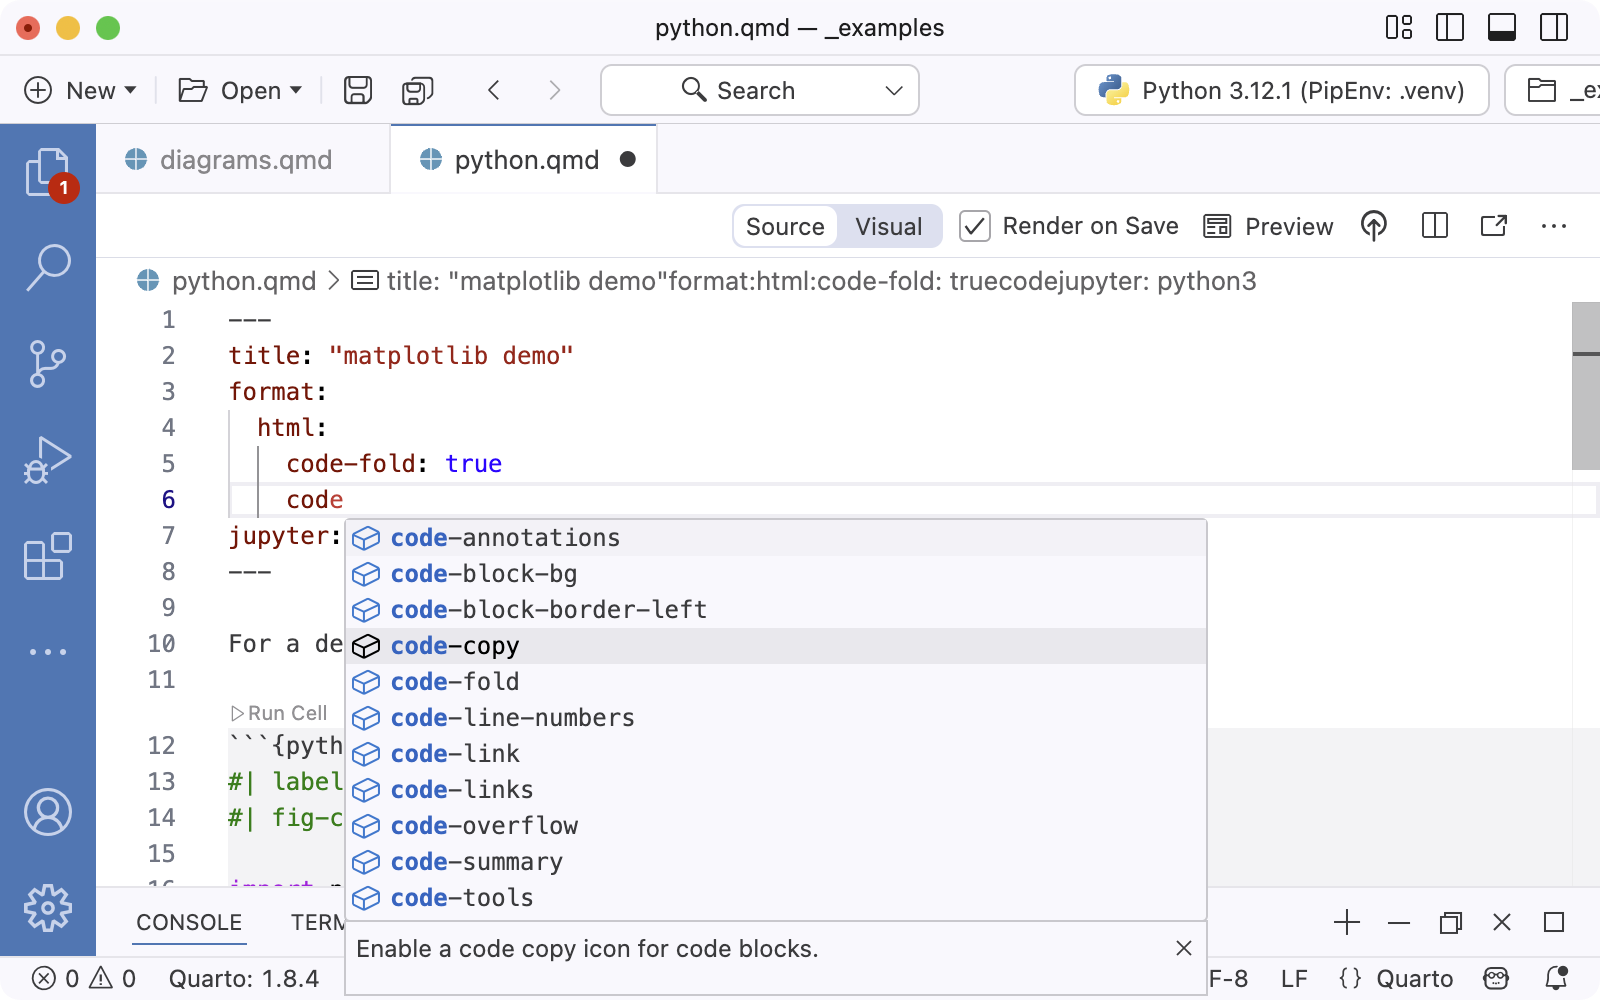 python.qmd — _examples
New
Open
Search
Python 3.12.1 (PipEnv: .venv)
1
diagrams.qmd
python.qmd
Source
Visual
Render on Save
Preview
python.qmd > title: "matplotlib demo"format:html:code-fold: truecodejupyter: python3
1 ---
2 title: "matplotlib demo"
3 format:
4 html:
5 code-fold: true
6 code
7 jupyter:
8 ---
9
10 For a de
11
Run Cell
12 ```{pyth
13 #| label
14 #| fig-c
15
16 import
code-annotations
code-block-bg
code-block-border-left
code-copy
code-fold
code-line-numbers
code-link
code-links
code-overflow
code-summary
code-tools
Enable a code copy icon for code blocks.
CONSOLE
TERM
0 0 Quarto: 1.8.4
F-8
LF
{} Quarto